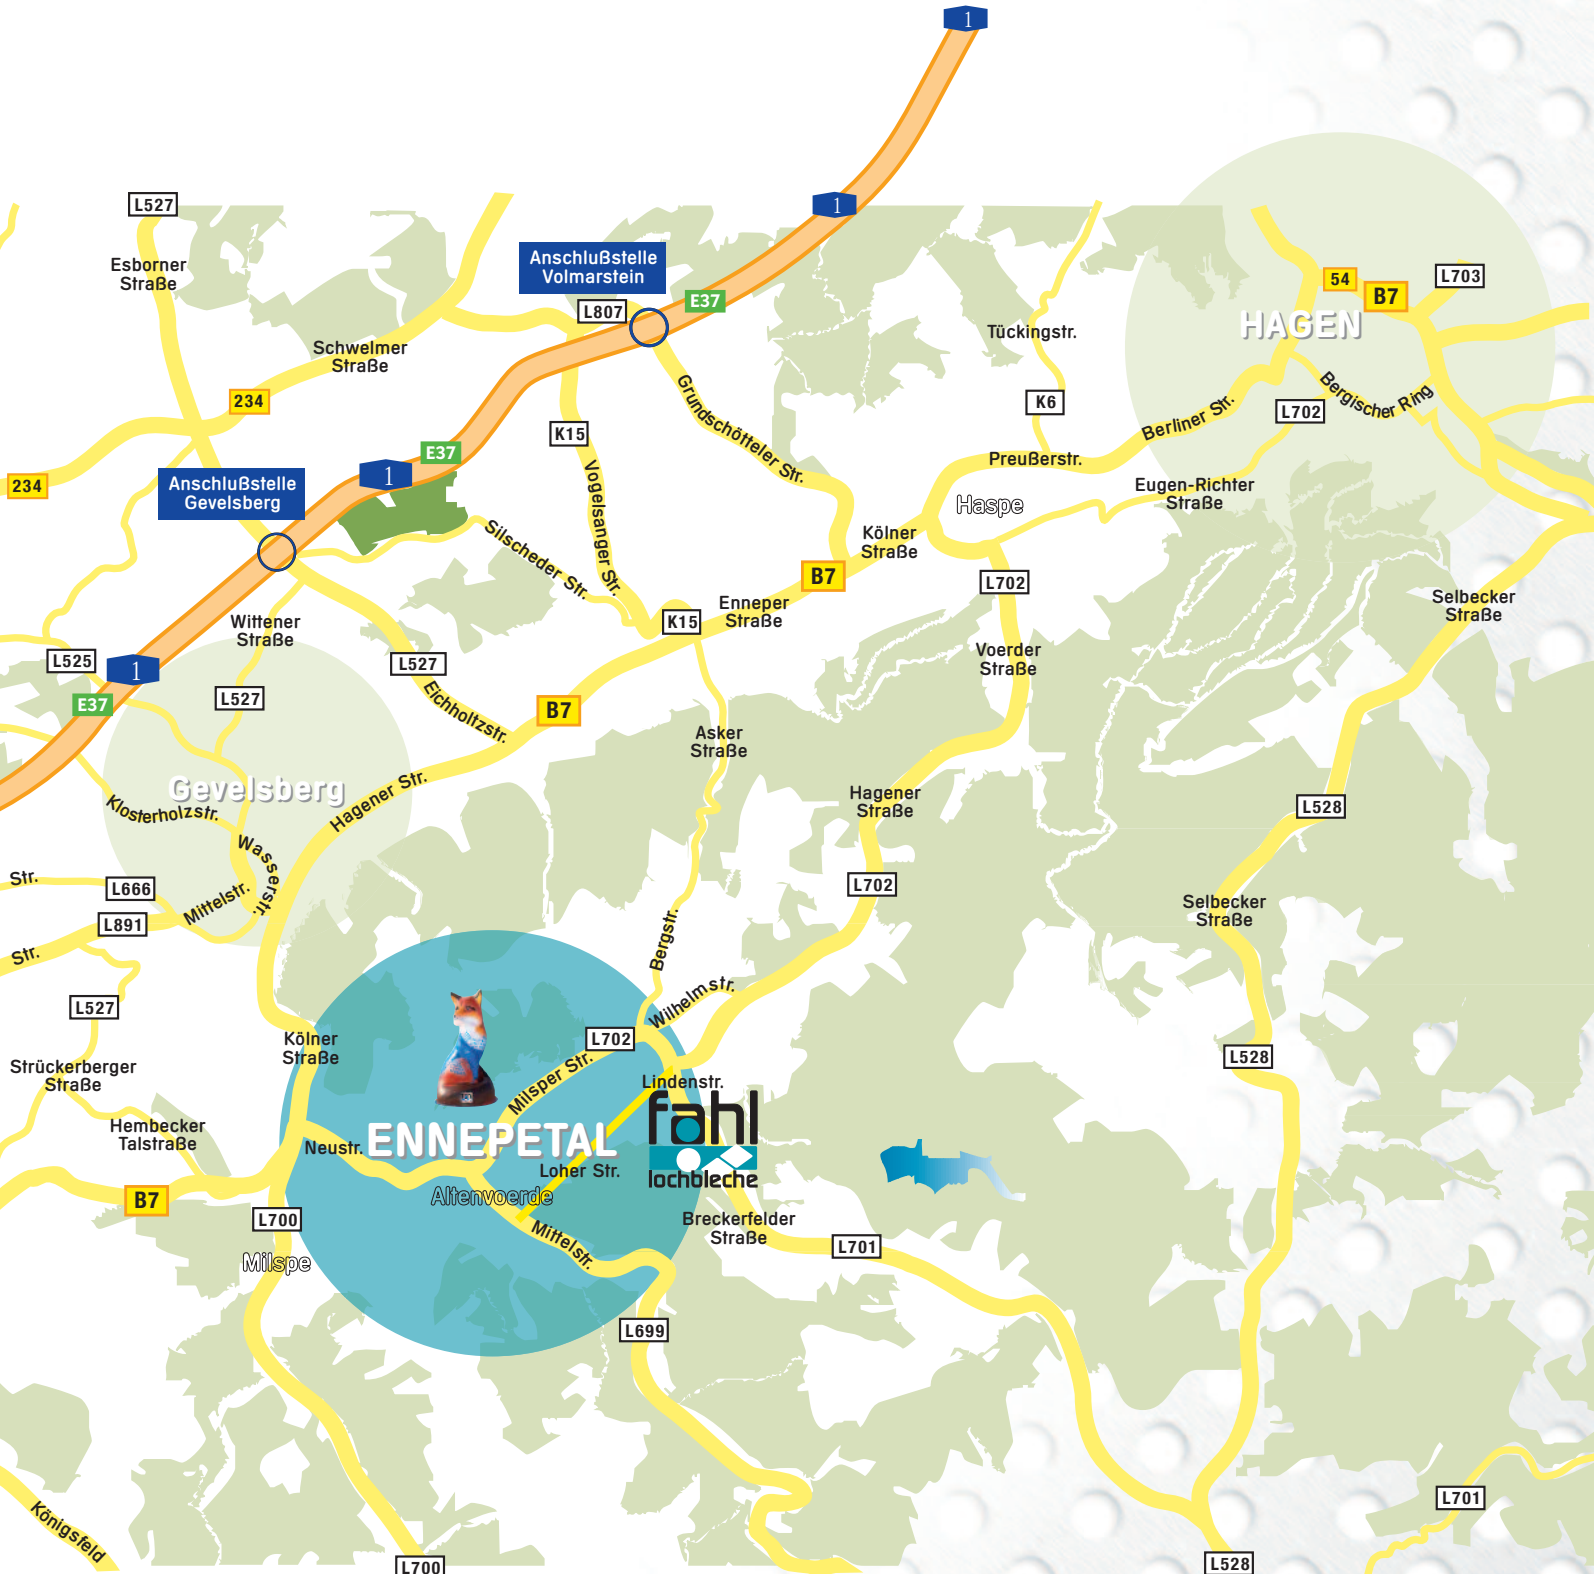 1
1
L527
Esborner
Straße
Anschlußstelle
Volmarstein
L807
E37
54
B7
L703
HAGEN
Tückingstr.
Schwelmer
Straße
234
K6
Bergischer Ring
L702
Berliner Str.
Grundschötteler Str.
K15
E37
1
Preußerstr.
234
Anschlußstelle
Gevelsberg
Vogelsanger Str.
Eugen-Richter
Straße
Haspe
Silscheder Str.
Kölner
Straße
B7
L702
Enneper
Straße
K15
Selbecker
Straße
Wittener
Straße
L525
1
L527
Voerder
Straße
E37
L527
Eichholtzstr.
B7
Asker
Straße
Gevelsberg
Hagener Str.
Klosterholzstr.
Hagener
Straße
L528
Wasserstr.
Str.
L666
Mittelstr.
L702
L891
Selbecker
Straße
Str.
Bergstr.
L527
Wilhelmstr.
Kölner
Straße
L702
L528
Strückerberger
Straße
Milsper Str.
Lindenstr.
fahl
lochbleche
Hembecker
Talstraße
Neustr.
ENNEPETAL
Loher Str.
Altenvoerde
B7
L700
Mittelstr.
Breckerfelder
Straße
L701
Milspe
L699
Königsfeld
L701
L700
L528